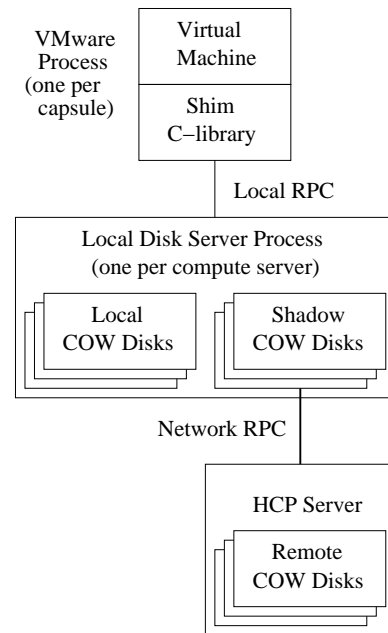 VMware
Process
(one per
capsule)
Virtual
Machine
Shim
C−library
Local RPC
Local Disk Server Process
(one per compute server)
Local
COW Disks
Shadow
COW Disks
Network RPC
HCP Server
Remote
COW Disks